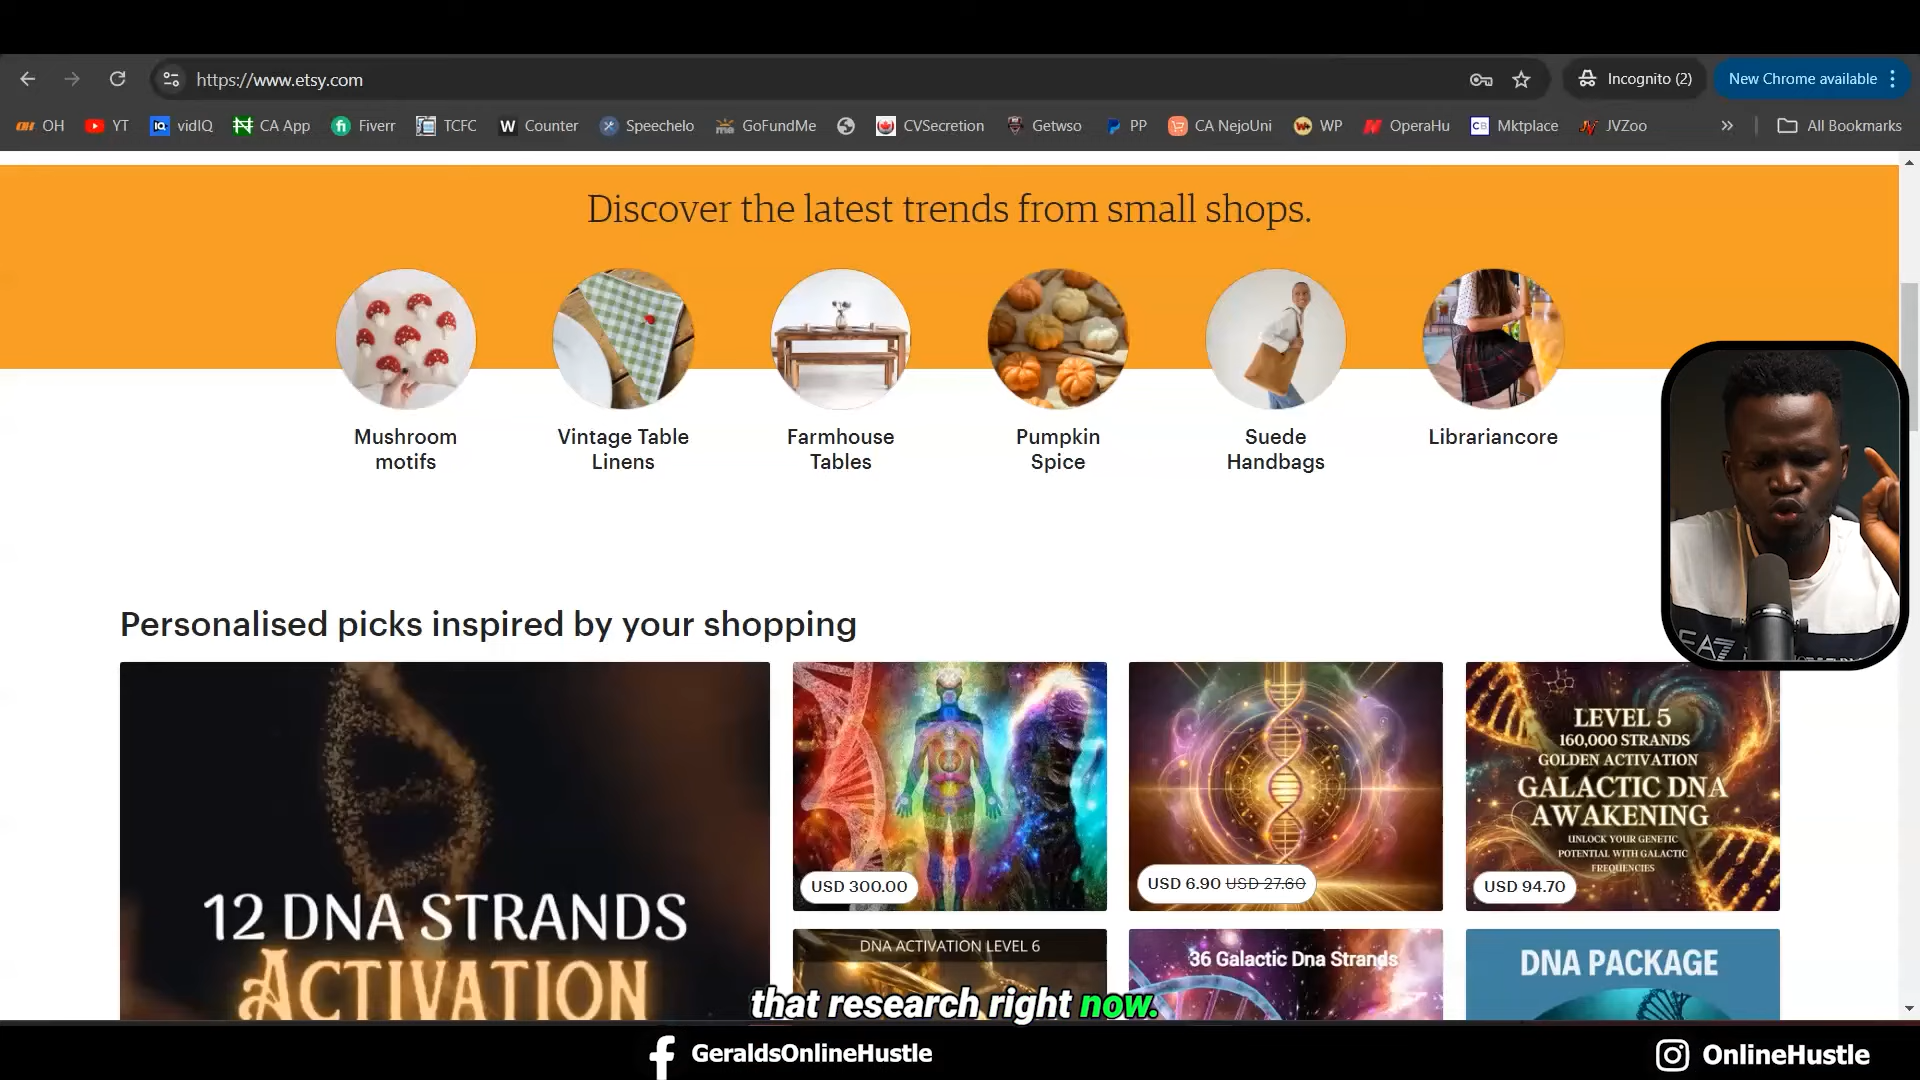 https://www.etsy.com
Incognito (2)
New Chrome available
OH
YT
vidIQ
CA App
Fiverr
TCFC
Counter
Speechelo
GoFundMe
CVSecretion
Getwso
PP
CA NejoUni
WP
OperaHu
Mktplace
JVZoo
All Bookmarks
Discover the latest trends from small shops.
Mushroom
motifs
Vintage Table
Linens
Farmhouse
Tables
Pumpkin
Spice
Suede
Handbags
Librariancore
EA7
Personalised picks inspired by your shopping
12 DNA STRANDS
ACTIVATION
USD 300.00
USD 6.90 USD 27.60
LEVEL 5
160,000 STRANDS
GOLDEN ACTIVATION
GALACTIC DNA
AWAKENING
UNLOCK YOUR GENETIC
POTENTIAL WITH GALACTIC
FREQUENCIES
USD 94.70
DNA ACTIVATION LEVEL 6
36 Galactic Dna Strands
DNA PACKAGE
that research right now.
GeraldsOnlineHustle
OnlineHustle